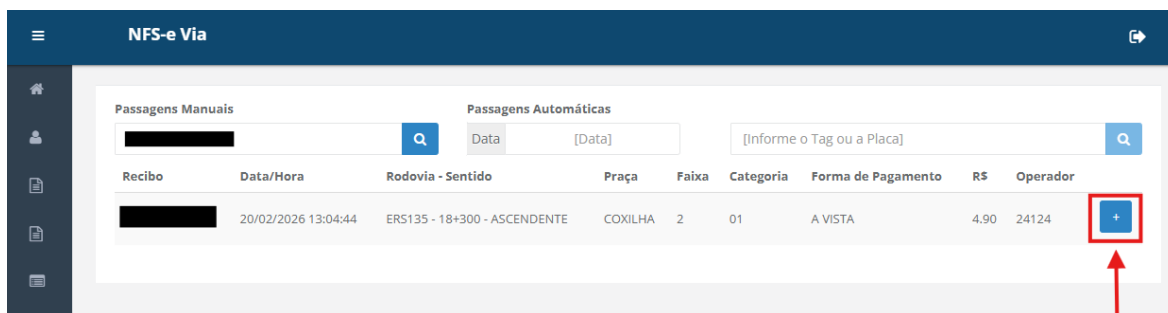 NFS-e Via
Passagens Manuais Passagens Automáticas
Data [Data] [Informe o Tag ou a Placa]
Recibo Data/Hora Rodovia - Sentido Praça Faixa Categoria Forma de Pagamento R$ Operador
20/02/2026 13:04:44 ERS135 - 18+300 - ASCENDENTE COXILHA 2 01 A VISTA 4.90 24124 +